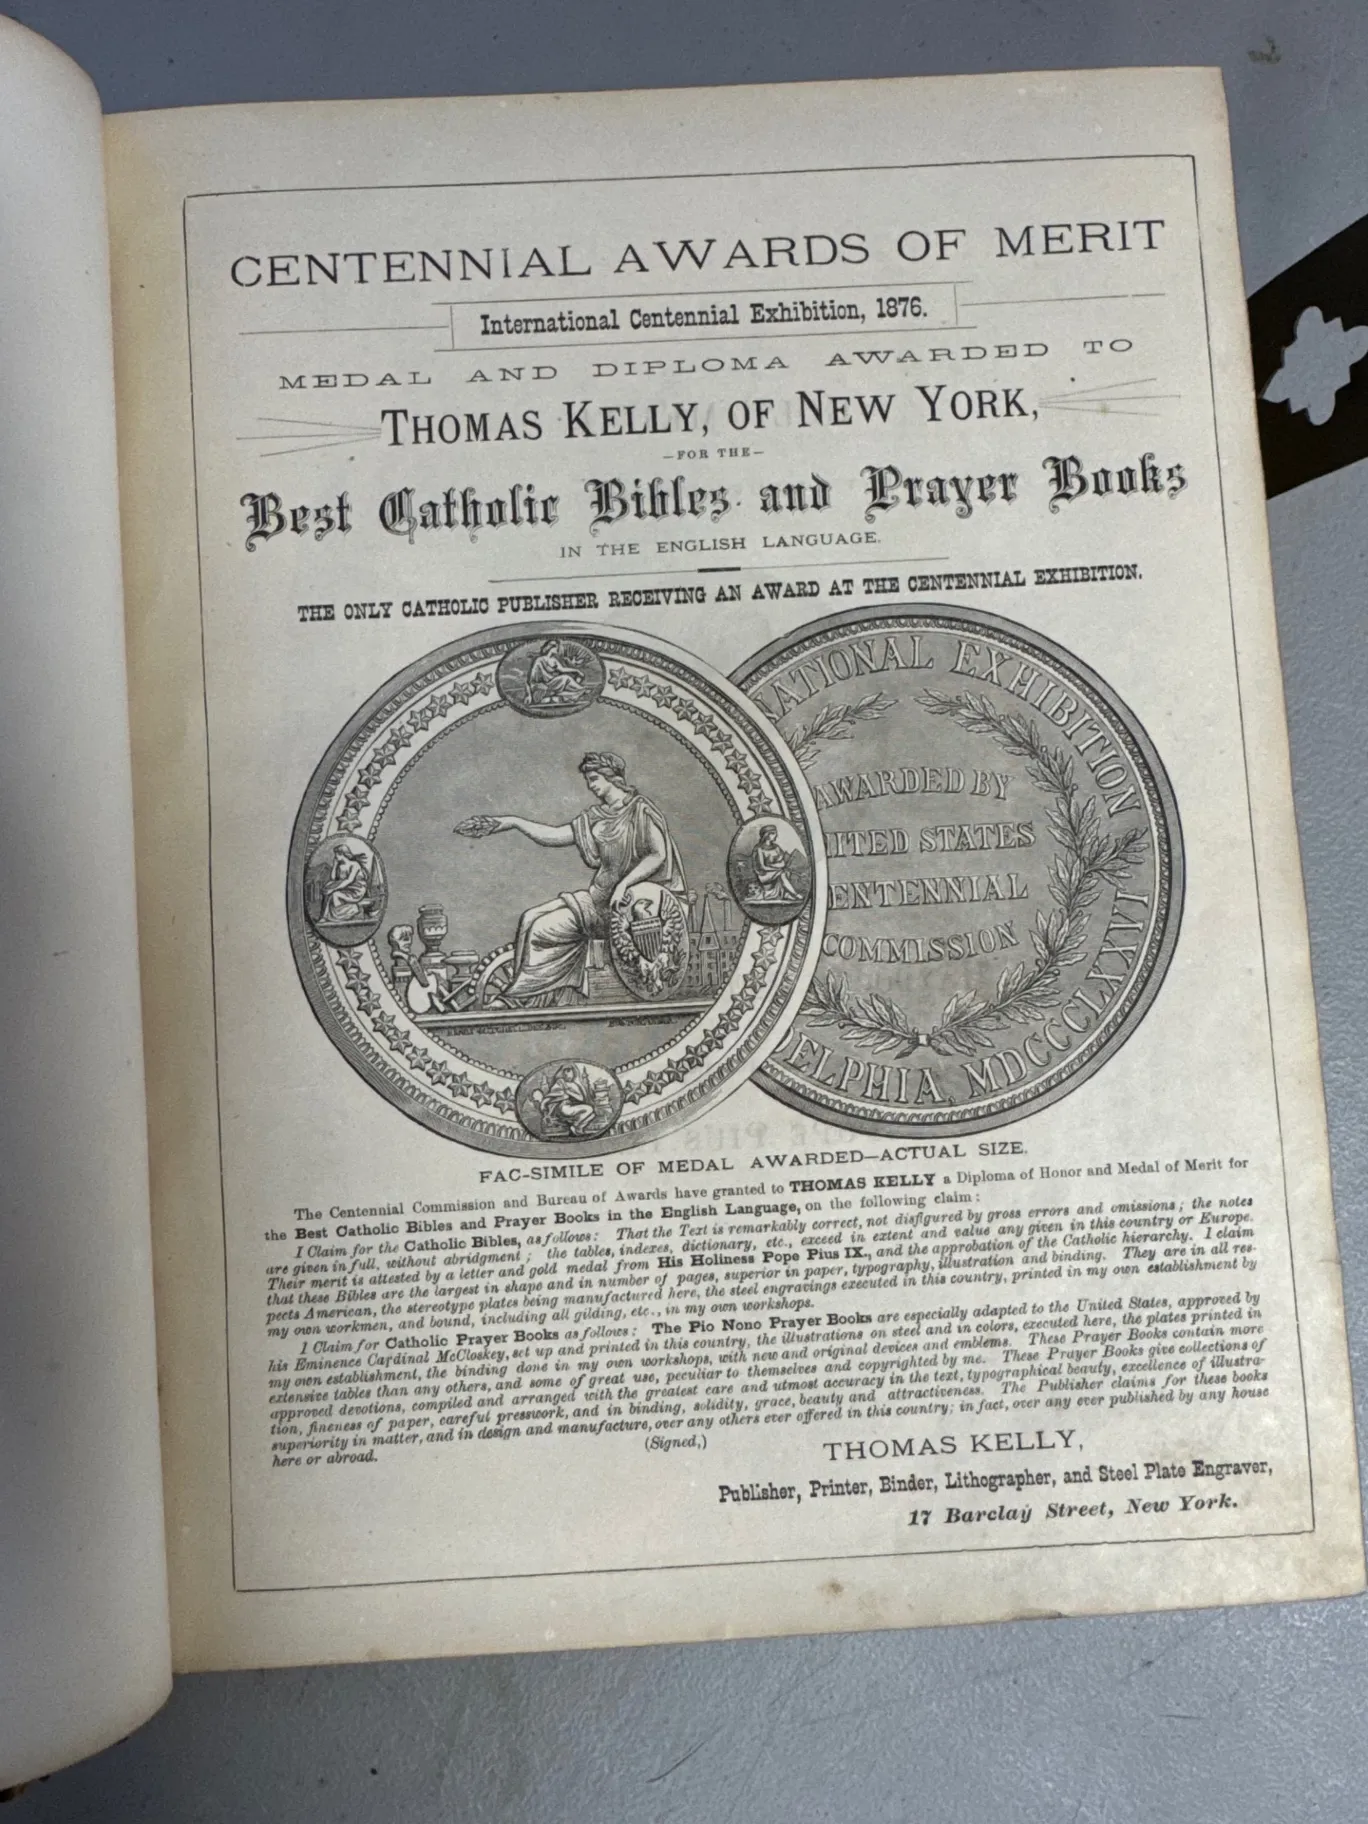 CENTENNIAL AWARDS OF MERIT
International Centennial Exhibition, 1876.
MEDAL AND DIPLOMA AWARDED TO
THOMAS KELLY, OF NEW YORK,
—FOR THE—
Best Catholic Bibles and Prayer Books
IN THE ENGLISH LANGUAGE.
THE ONLY CATHOLIC PUBLISHER RECEIVING AN AWARD AT THE CENTENNIAL EXHIBITION.
NATIONAL EXHIBITION
AWARDED BY
UNITED STATES
CENTENNIAL
COMMISSION
DELPHIA, MDCCCLXXVI
FAC-SIMILE OF MEDAL AWARDED—ACTUAL SIZE.
The Centennial Commission and Bureau of Awards have granted to THOMAS KELLY a Diploma of Honor and Medal of Merit for
the Best Catholic Bibles and Prayer Books in the English Language, on the following claim:
I Claim for the Catholic Bibles, as follows: That the Text is remarkably correct, not disfigured by gross errors and omissions; the notes
are given in full, without abridgment; the tables, indexes, dictionary, etc., exceed in extent and value any given in this country or Europe.
Their merit is attested by a letter and gold medal from His Holiness Pope Pius IX., and the approbation of the Catholic hierarchy. I claim
that these Bibles are the largest in shape and in number of pages, superior in paper, typography, illustration and binding. They are in all res-
pects American, the stereotype plates being manufactured here, the steel engravings executed in this country, printed in my own establishment by
my own workmen, and bound, including all gilding, etc., in my own workshops.
I Claim for Catholic Prayer Books as follows: The Pio Nono Prayer Books are especially adapted to the United States, approved by
his Eminence Cardinal McCloskey, set up and printed in this country, the illustrations on steel and in colors, executed here, the plates printed in
my own establishment, the binding done in my own workshops, with new and original devices and emblems. These Prayer Books contain more
extensive tables than any others, and some of great use, peculiar to themselves and copyrighted by me. These Prayer Books give collections of
approved devotions, compiled and arranged with the greatest care and utmost accuracy in the text, typographical beauty, excellence of illustra-
tion, fineness of paper, careful presswork, and in binding, solidity, grace, beauty and attractiveness. The Publisher claims for these books
superiority in matter, and in design and manufacture, over any others ever offered in this country; in fact, over any ever published by any house
here or abroad.
(Signed,)
THOMAS KELLY,
Publisher, Printer, Binder, Lithographer, and Steel Plate Engraver,
17 Barclay Street, New York.